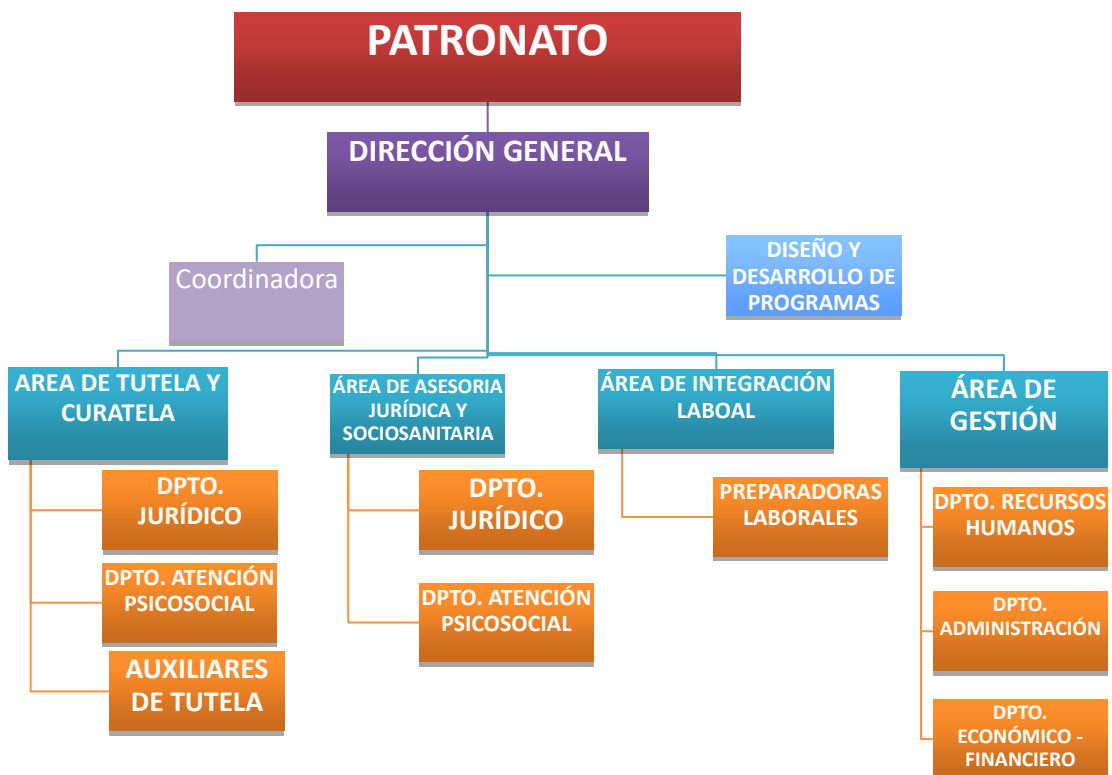 PATRONATO
DIRECCIÓN GENERAL
Coordinadora
DISEÑO Y
DESARROLLO DE
PROGRAMAS
AREA DE TUTELA Y
CURATELA
ÁREA DE ASESORIA
JURÍDICA Y
SOCIOSANITARIA
ÁREA DE INTEGRACIÓN
LABOAL
ÁREA DE
GESTIÓN
DPTO.
JURÍDICO
DPTO. ATENCIÓN
PSICOSOCIAL
AUXILIARES
DE TUTELA
DPTO.
JURÍDICO
DPTO. ATENCIÓN
PSICOSOCIAL
PREPARADORAS
LABORALES
DPTO. RECURSOS
HUMANOS
DPTO.
ADMINISTRACIÓN
DPTO.
ECONÓMICO -
FINANCIERO